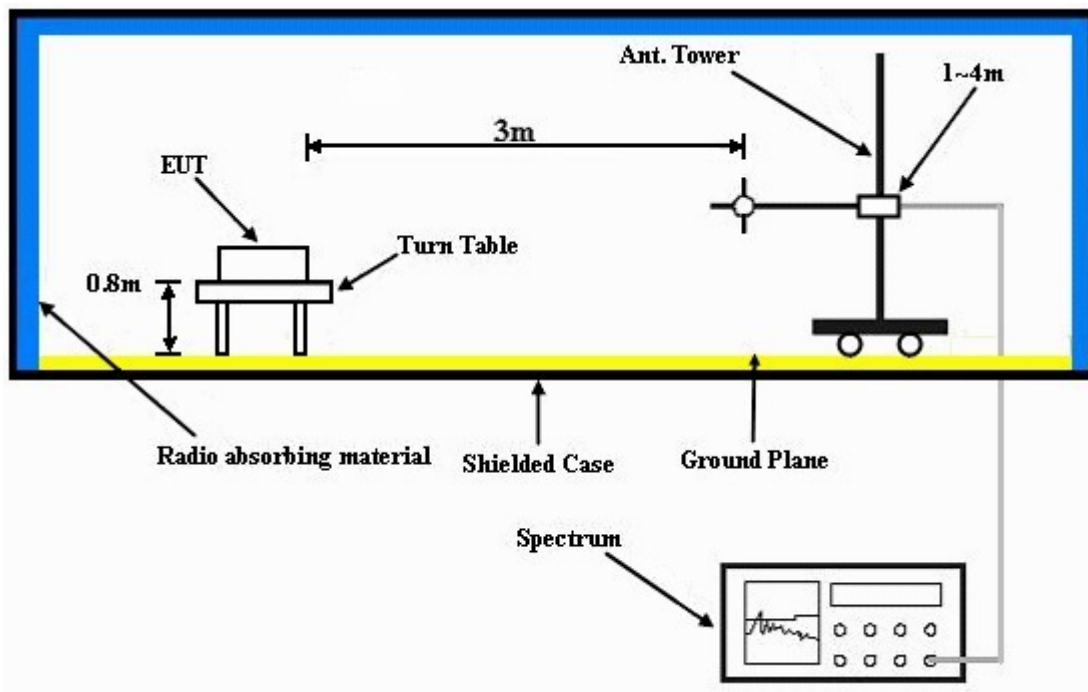 Ant. Tower
1~4m
3m
EUT
Turn Table
0.8m
Radio absorbing material
Shielded Case
Ground Plane
Spectrum